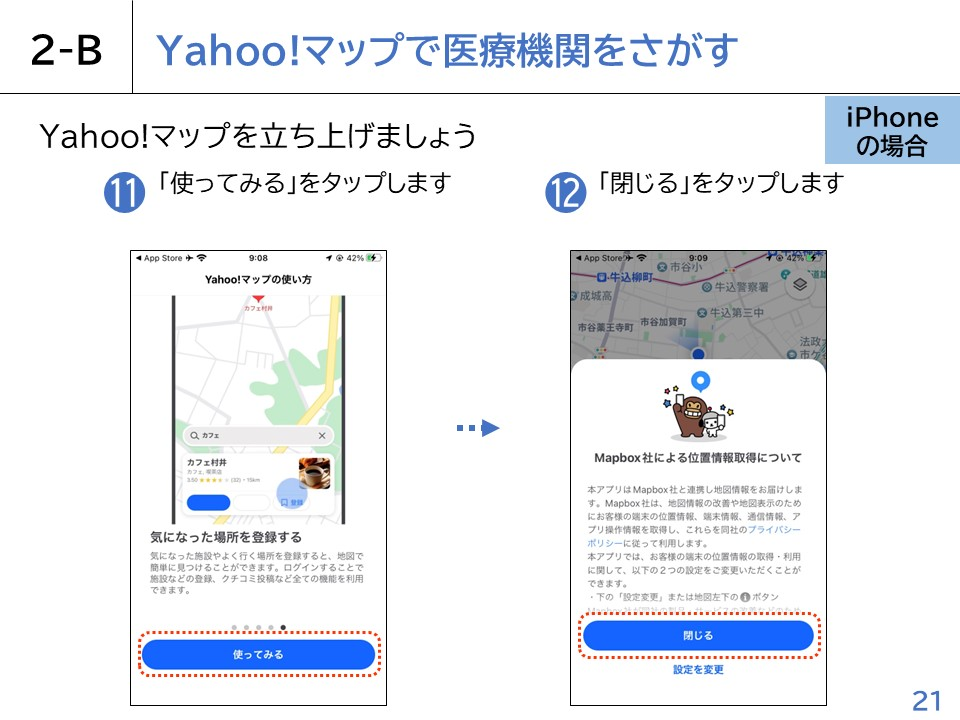 2-B
Yahoo!マップで医療機関をさがす
iPhone
の場合
Yahoo!マップを立ち上げましょう
11 「使ってみる」をタップします
App Store 9:08 42%
Yahoo!マップの使い方
カフェ村井
カフェ
カフェ村井
カフェ, 喫茶店
3.50 ★★★★☆ (32)・15km
登録
気になった場所を登録する
気になった施設やよく行く場所を登録すると、地図で
簡単に見つけることができます。ログインすることで
施設などの登録、クチコミ投稿など全ての機能を利用
できます。
使ってみる
12 「閉じる」をタップします
App Store 9:09 42%
市谷小
牛込柳町
牛込警察署
成城高
牛込第三中
市谷加賀町
市谷薬王寺町
法政大
市ケ谷
Mapbox社による位置情報取得について
本アプリはMapbox社と連携し地図情報をお届けしま
す。Mapbox社は、地図情報の改善や地図表示のため
にお客様の端末の位置情報、端末情報、通信情報、ア
プリ操作情報を取得し、これらを同社のプライバシー
ポリシーに従って利用します。
本アプリでは、お客様の端末の位置情報の取得・利用
に関して、以下の2つの設定をご変更いただくことが
できます。
・下の「設定変更」または地図左下のiボタン
閉じる
設定を変更
21